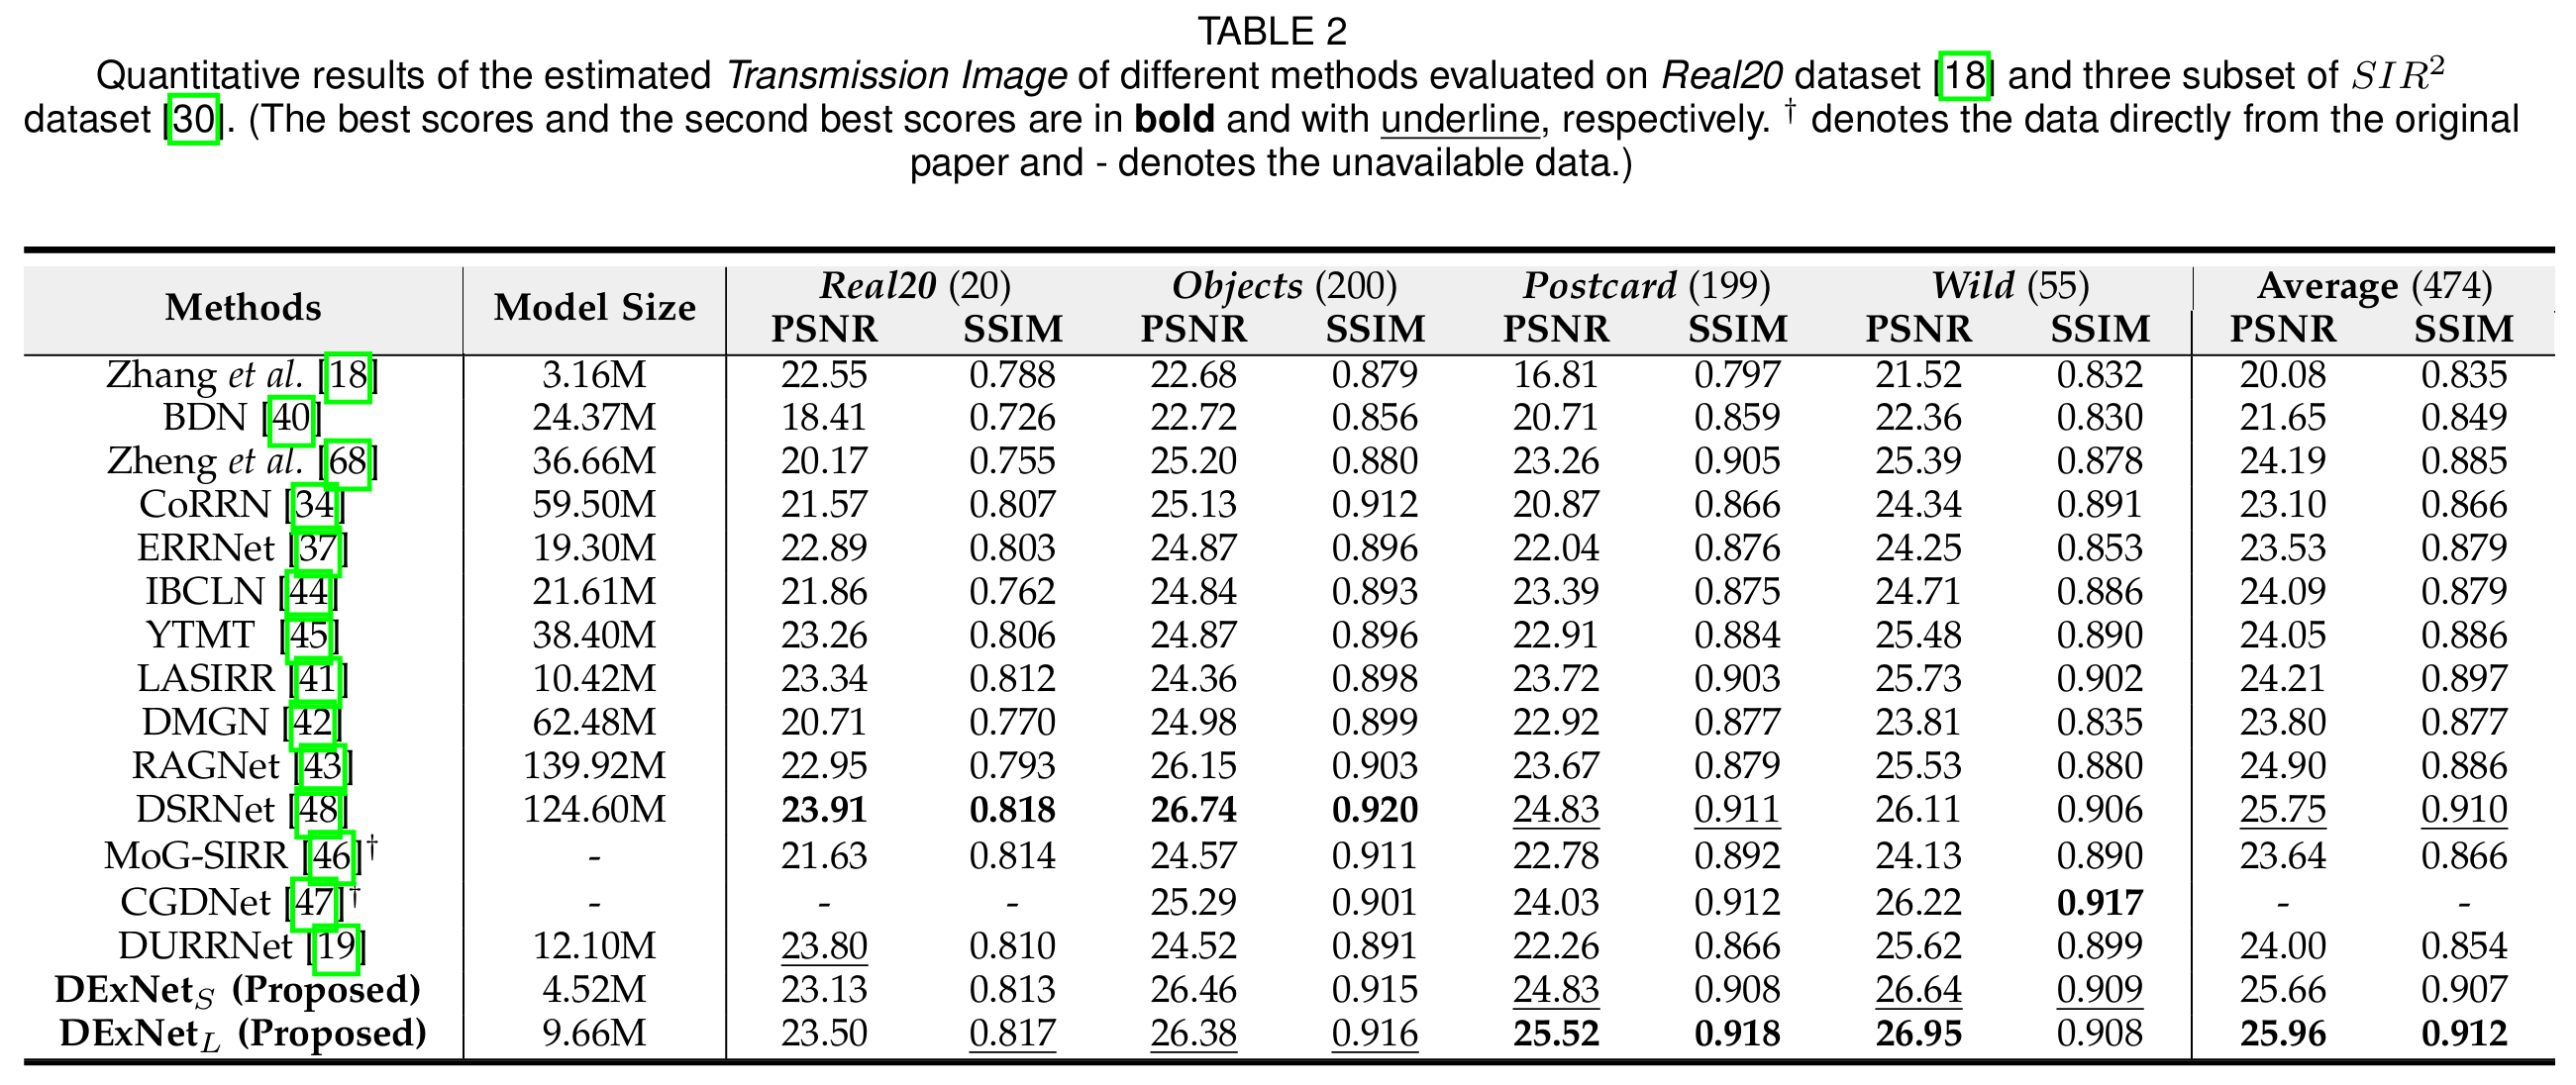 TABLE 2
Quantitative results of the estimated Transmission Image of different methods evaluated on Real20 dataset [18] and three subset of SIR²
dataset [30]. (The best scores and the second best scores are in bold and with underline, respectively. † denotes the data directly from the original
paper and - denotes the unavailable data.)
Methods Model Size Real20 (20) Objects (200) Postcard (199) Wild (55) Average (474)
PSNR SSIM PSNR SSIM PSNR SSIM PSNR SSIM PSNR SSIM
Zhang et al. [18] 3.16M 22.55 0.788 22.68 0.879 16.81 0.797 21.52 0.832 20.08 0.835
BDN [40] 24.37M 18.41 0.726 22.72 0.856 20.71 0.859 22.36 0.830 21.65 0.849
Zheng et al. [68] 36.66M 20.17 0.755 25.20 0.880 23.26 0.905 25.39 0.878 24.19 0.885
CoRRN [34] 59.50M 21.57 0.807 25.13 0.912 20.87 0.866 24.34 0.891 23.10 0.866
ERRNet [37] 19.30M 22.89 0.803 24.87 0.896 22.04 0.876 24.25 0.853 23.53 0.879
IBCLN [44] 21.61M 21.86 0.762 24.84 0.893 23.39 0.875 24.71 0.886 24.09 0.879
YTMT [45] 38.40M 23.26 0.806 24.87 0.896 22.91 0.884 25.48 0.890 24.05 0.886
LASIRR [41] 10.42M 23.34 0.812 24.36 0.898 23.72 0.903 25.73 0.902 24.21 0.897
DMGN [42] 62.48M 20.71 0.770 24.98 0.899 22.92 0.877 23.81 0.835 23.80 0.877
RAGNet [43] 139.92M 22.95 0.793 26.15 0.903 23.67 0.879 25.53 0.880 24.90 0.886
DSRNet [48] 124.60M 23.91 0.818 26.74 0.920 24.83 0.911 26.11 0.906 25.75 0.910
MoG-SIRR [46]† - 21.63 0.814 24.57 0.911 22.78 0.892 24.13 0.890 23.64 0.866
CGDNet [47]† - - - 25.29 0.901 24.03 0.912 26.22 0.917 - -
DURRNet [19] 12.10M 23.80 0.810 24.52 0.891 22.26 0.866 25.62 0.899 24.00 0.854
DExNet_S (Proposed) 4.52M 23.13 0.813 26.46 0.915 24.83 0.908 26.64 0.909 25.66 0.907
DExNet_L (Proposed) 9.66M 23.50 0.817 26.38 0.916 25.52 0.918 26.95 0.908 25.96 0.912